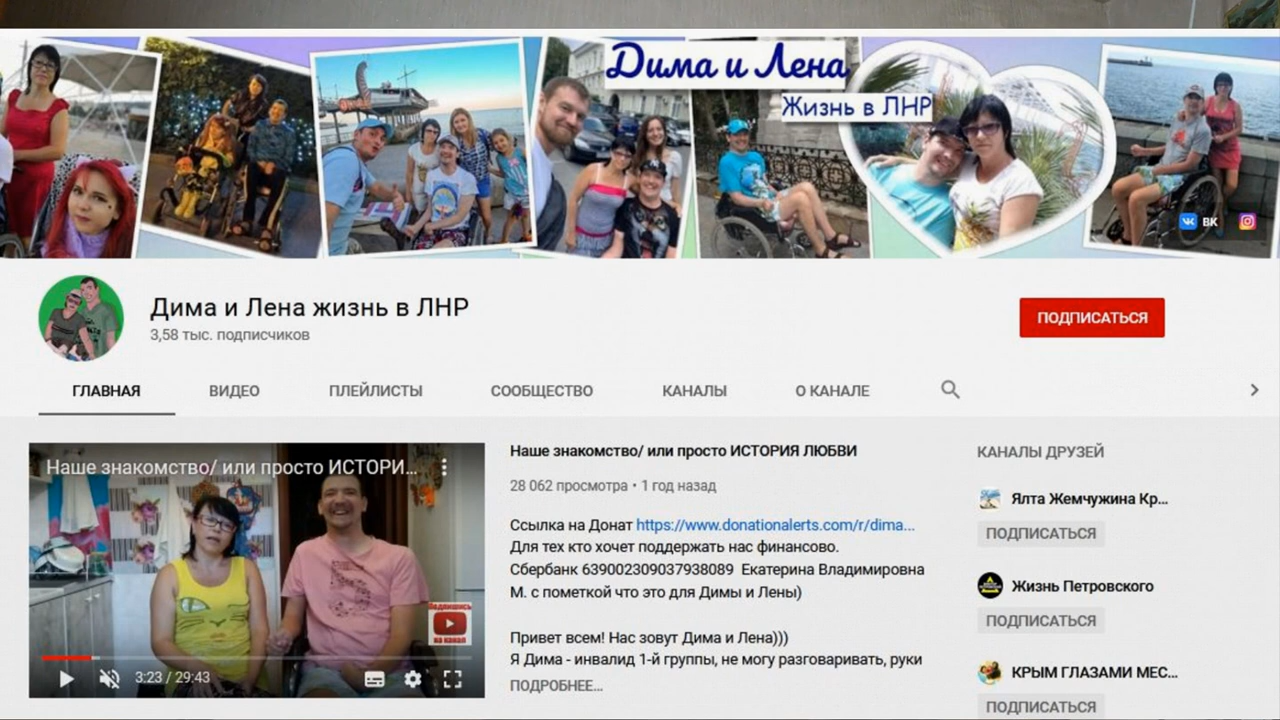 Дима и Лена
Жизнь в ЛНР
ВК
Дима и Лена жизнь в ЛНР
3,58 тыс. подписчиков
ПОДПИСАТЬСЯ
ГЛАВНАЯ ВИДЕО ПЛЕЙЛИСТЫ СООБЩЕСТВО КАНАЛЫ О КАНАЛЕ
Наше знакомство/ или просто ИСТОРИ...
Подпишись
на канал
3:23 / 29:43
Наше знакомство/ или просто ИСТОРИЯ ЛЮБВИ
28 062 просмотра • 1 год назад
Ссылка на Донат https://www.donationalerts.com/r/dima...
Для тех кто хочет поддержать нас финансово.
Сбербанк 639002309037938089 Екатерина Владимировна
М. с пометкой что это для Димы и Лены)
Привет всем! Нас зовут Дима и Лена)))
Я Дима - инвалид 1-й группы, не могу разговаривать, руки
ПОДРОБНЕЕ...
КАНАЛЫ ДРУЗЕЙ
Ялта Жемчужина Кр...
ПОДПИСАТЬСЯ
Жизнь Петровского
ПОДПИСАТЬСЯ
КРЫМ ГЛАЗАМИ МЕС...
ПОДПИСАТЬСЯ